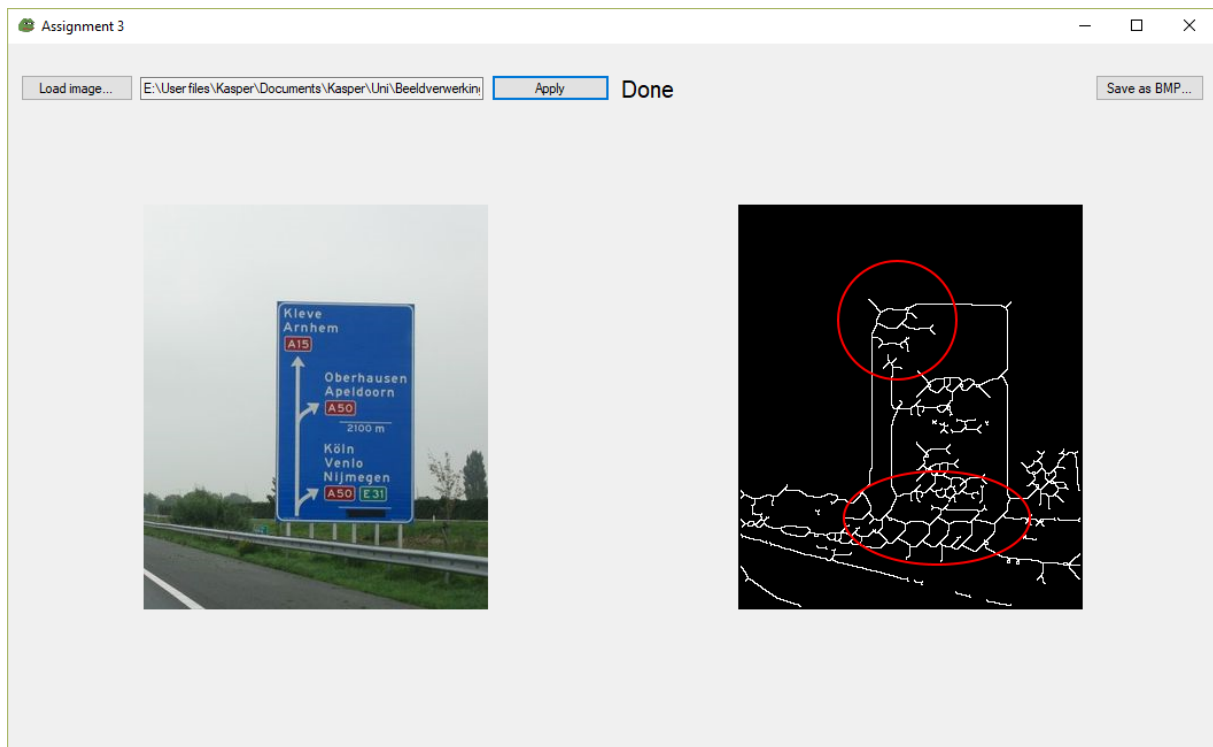 Assignment 3
Load image...
E:\User files\Kasper\Documents\Kasper\Uni\Beeldverwerking
Apply
Done
Save as BMP...
Kleve
Arnhem
A15
Oberhausen
Apeldoorn
A50
2100 m
Köln
Venlo
Nijmegen
A50 E31